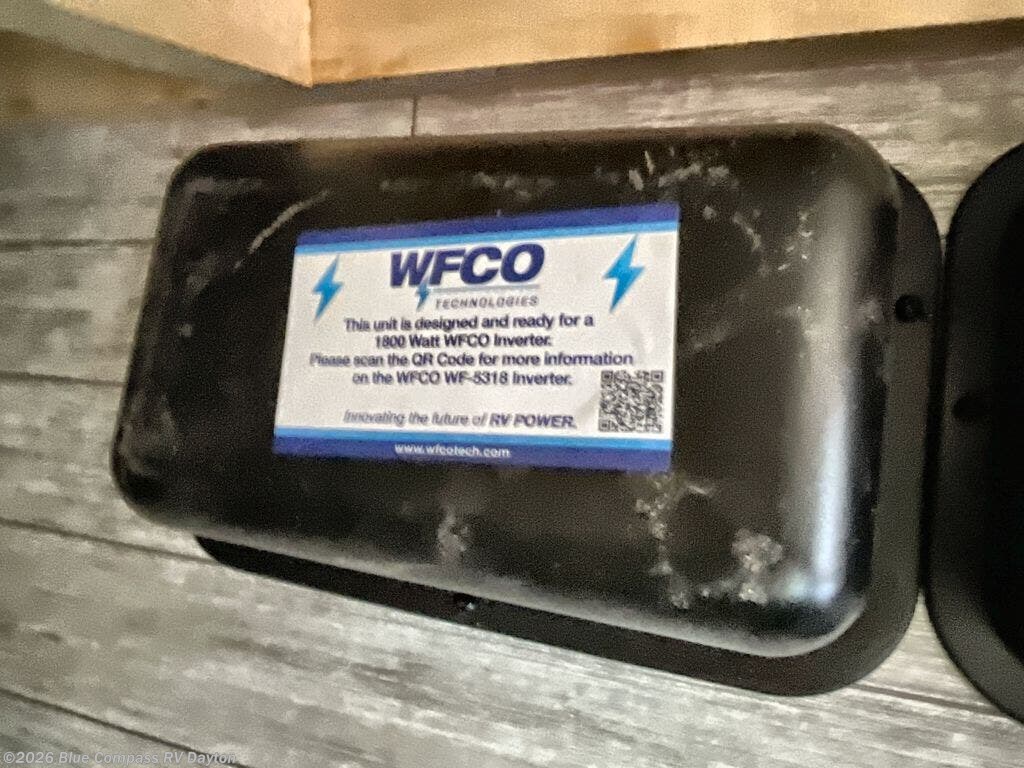 WFCO
TECHNOLOGIES
This unit is designed and ready for a
1800 Watt WFCO Inverter.
Please scan the QR Code for more information
on the WFCO WF-5318 Inverter.
Innovating the future of RV POWER.
www.wfcotech.com
©2026 Blue Compass RV Dayton